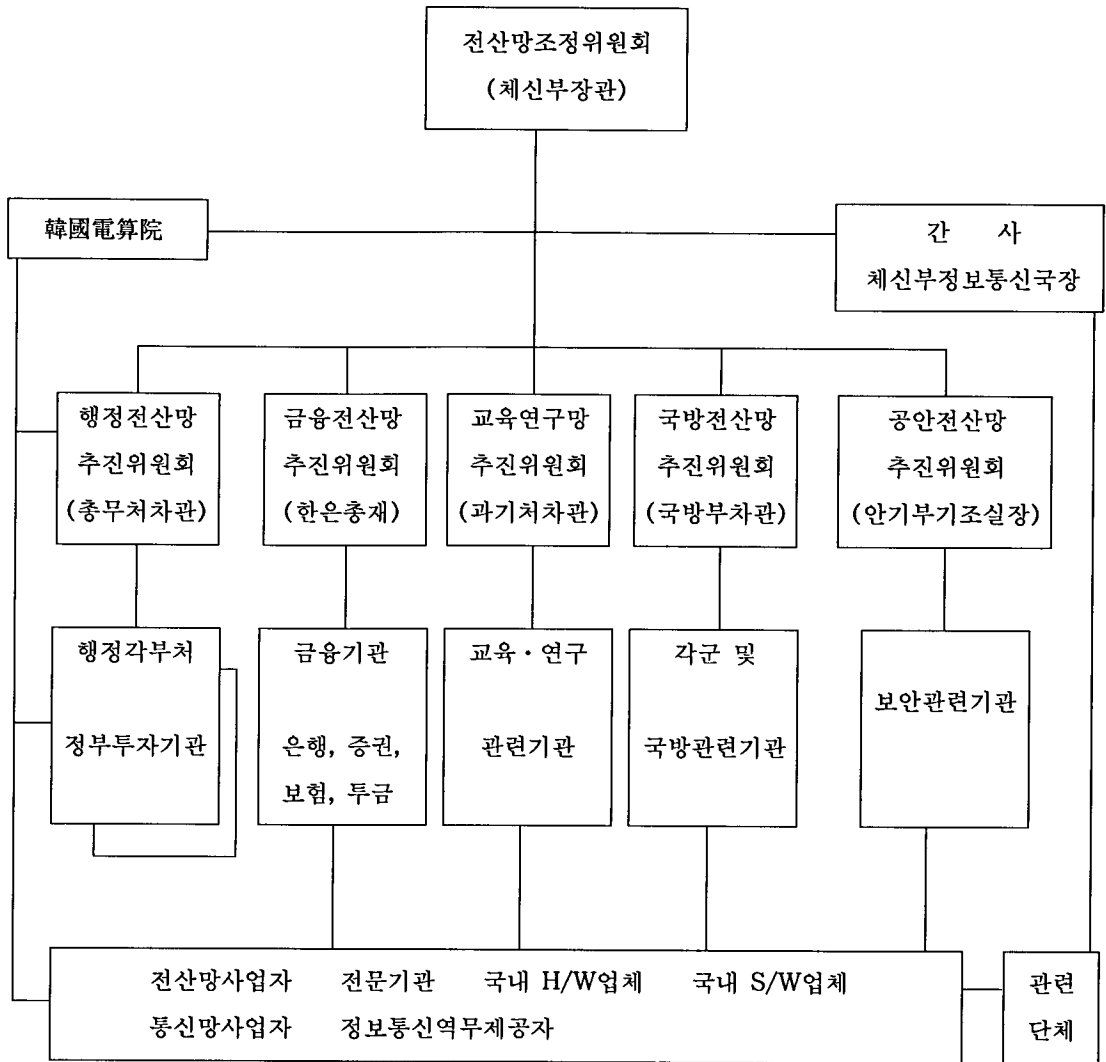 전산망조정위원회
(체신부장관)
韓國電算院
간 사
체신부정보통신국장
행정전산망
추진위원회
(총무처차관)
금융전산망
추진위원회
(한은총재)
교육연구망
추진위원회
(과기처차관)
국방전산망
추진위원회
(국방부차관)
공안전산망
추진위원회
(안기부기조실장)
행정각부처
정부투자기관
금융기관
은행, 증권,
보험, 투금
교육·연구
관련기관
각군 및
국방관련기관
보안관련기관
전산망사업자 전문기관 국내 H/W업체 국내 S/W업체
통신망사업자 정보통신역무제공자
관련
단체